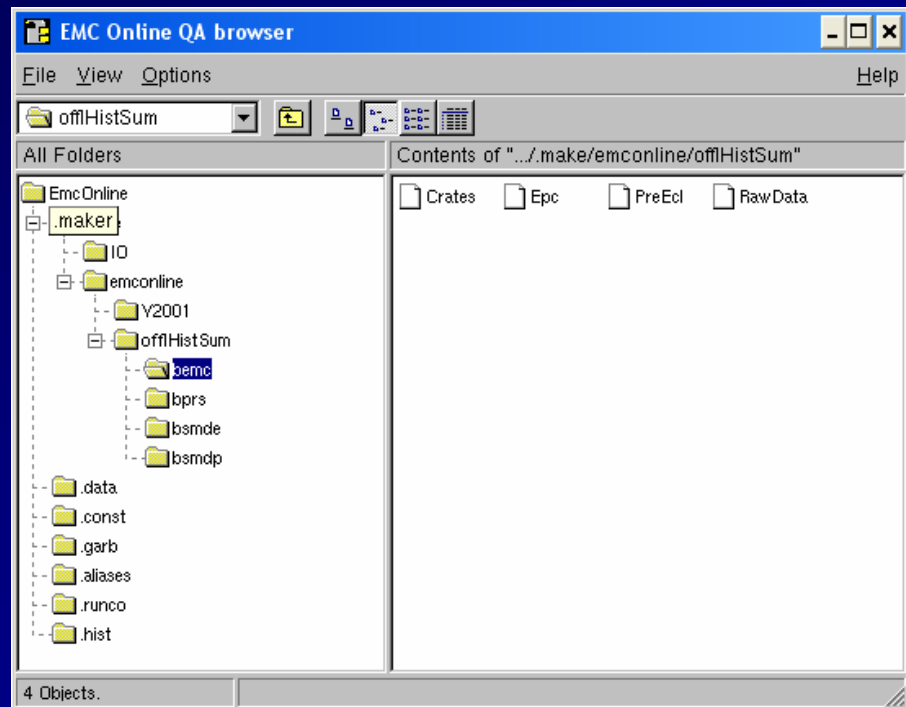 EMC Online QA browser
File View Options Help
offlHistSum
All Folders
Contents of ".../.make/emconline/offlHistSum"
EmcOnline
.maker
IO
emconline
Y2001
offlHistSum
bemc
bprs
bsmde
bsmdp
.data
.const
.garb
.aliases
.runco
.hist
Crates Epc PreEcl RawData
4 Objects.